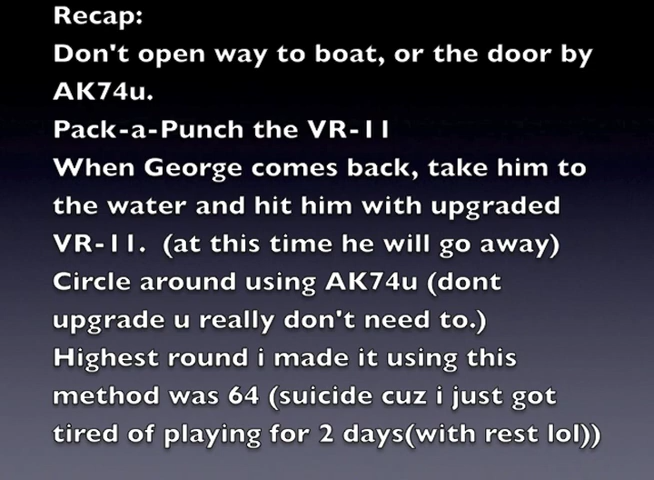 Recap:
Don't open way to boat, or the door by
AK74u.
Pack-a-Punch the VR-11
When George comes back, take him to
the water and hit him with upgraded
VR-11.  (at this time he will go away)
Circle around using AK74u (dont
upgrade u really don't need to.)
Highest round i made it using this
method was 64 (suicide cuz i just got
tired of playing for 2 days(with rest lol))